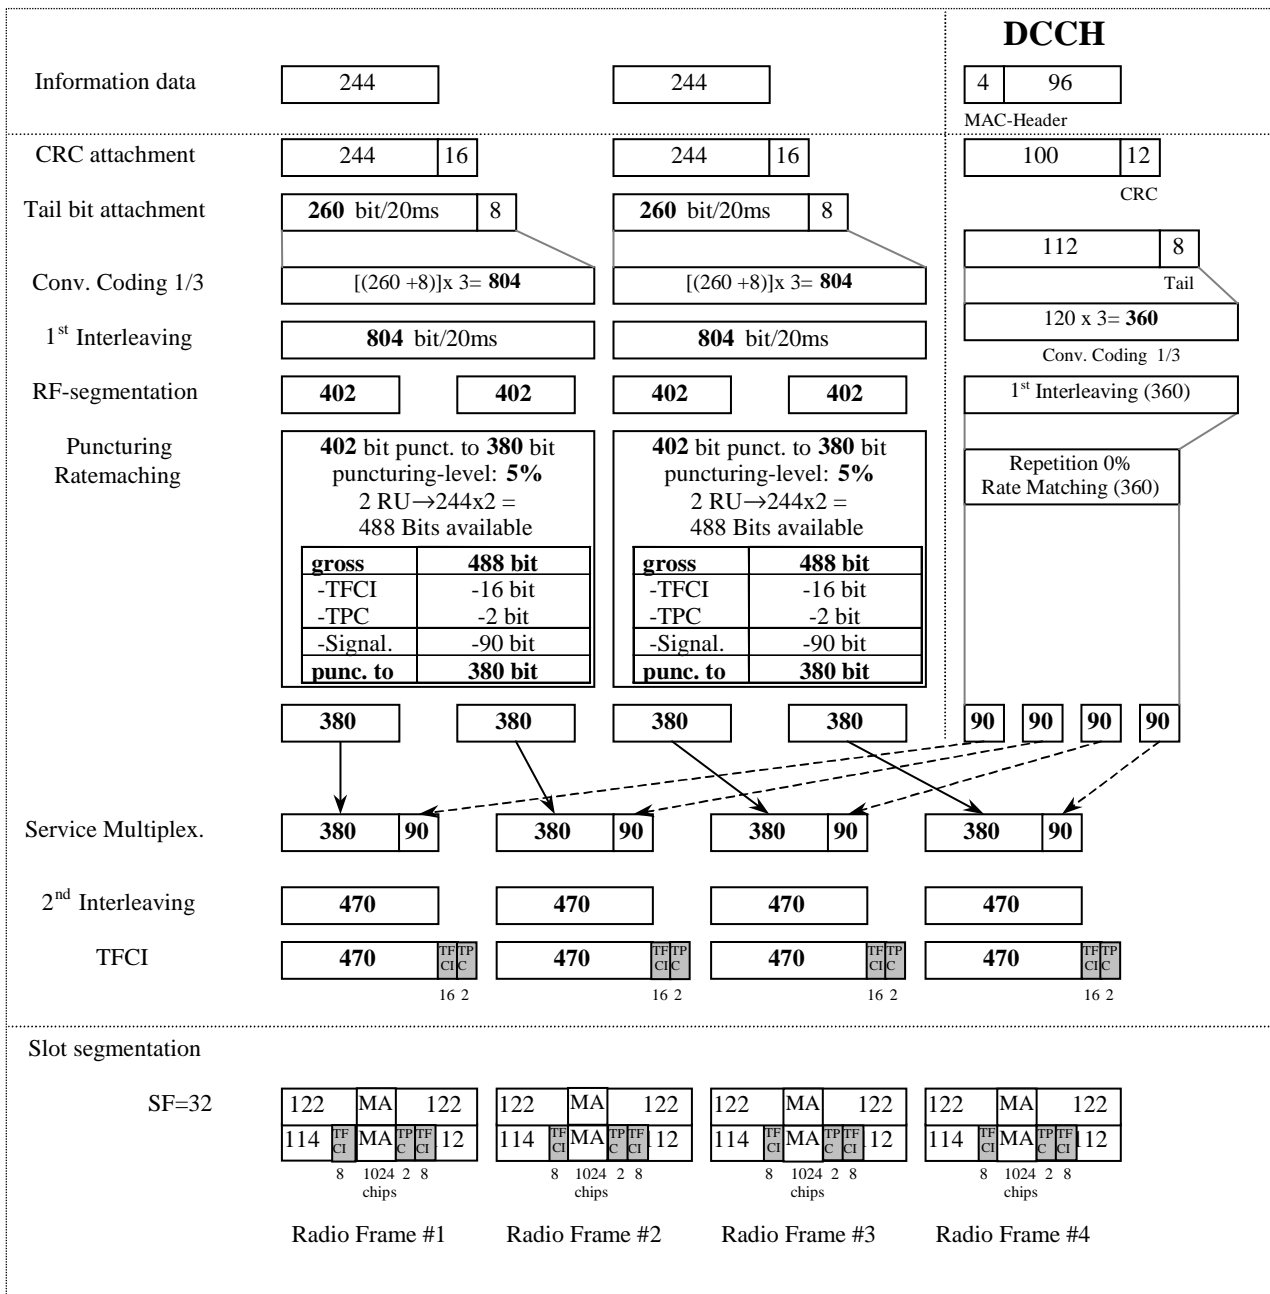 DCCH
Information data 244 244 4 96
MAC-Header
CRC attachment 244 16 244 16 100 12
CRC
Tail bit attachment 260 bit/20ms 8 260 bit/20ms 8
112 8
Tail
Conv. Coding 1/3 [(260 +8)]x 3= 804 [(260 +8)]x 3= 804
120 x 3= 360
Conv. Coding 1/3
1st Interleaving 804 bit/20ms 804 bit/20ms
RF-segmentation 402 402 402 402 1st Interleaving (360)
Puncturing
Ratemaching
402 bit punct. to 380 bit
puncturing-level: 5%
2 RU→244x2 =
488 Bits available
gross 488 bit
-TFCI -16 bit
-TPC -2 bit
-Signal. -90 bit
punc. to 380 bit
402 bit punct. to 380 bit
puncturing-level: 5%
2 RU→244x2 =
488 Bits available
gross 488 bit
-TFCI -16 bit
-TPC -2 bit
-Signal. -90 bit
punc. to 380 bit
Repetition 0%
Rate Matching (360)
380 380 380 380 90 90 90 90
Service Multiplex. 380 90 380 90 380 90 380 90
2nd Interleaving 470 470 470 470
TFCI 470 TFCI TPC 470 TFCI TPC 470 TFCI TPC 470 TFCI TPC
16 2 16 2 16 2 16 2
Slot segmentation
SF=32 122 MA 122 122 MA 122 122 MA 122 122 MA 122
114 TFCI MA TPC TFCI 112 114 TFCI MA TPC TFCI 112 114 TFCI MA TPC TFCI 112 114 TFCI MA TPC TFCI 112
8 1024 2 8 8 1024 2 8 8 1024 2 8 8 1024 2 8
chips chips chips chips
Radio Frame #1 Radio Frame #2 Radio Frame #3 Radio Frame #4